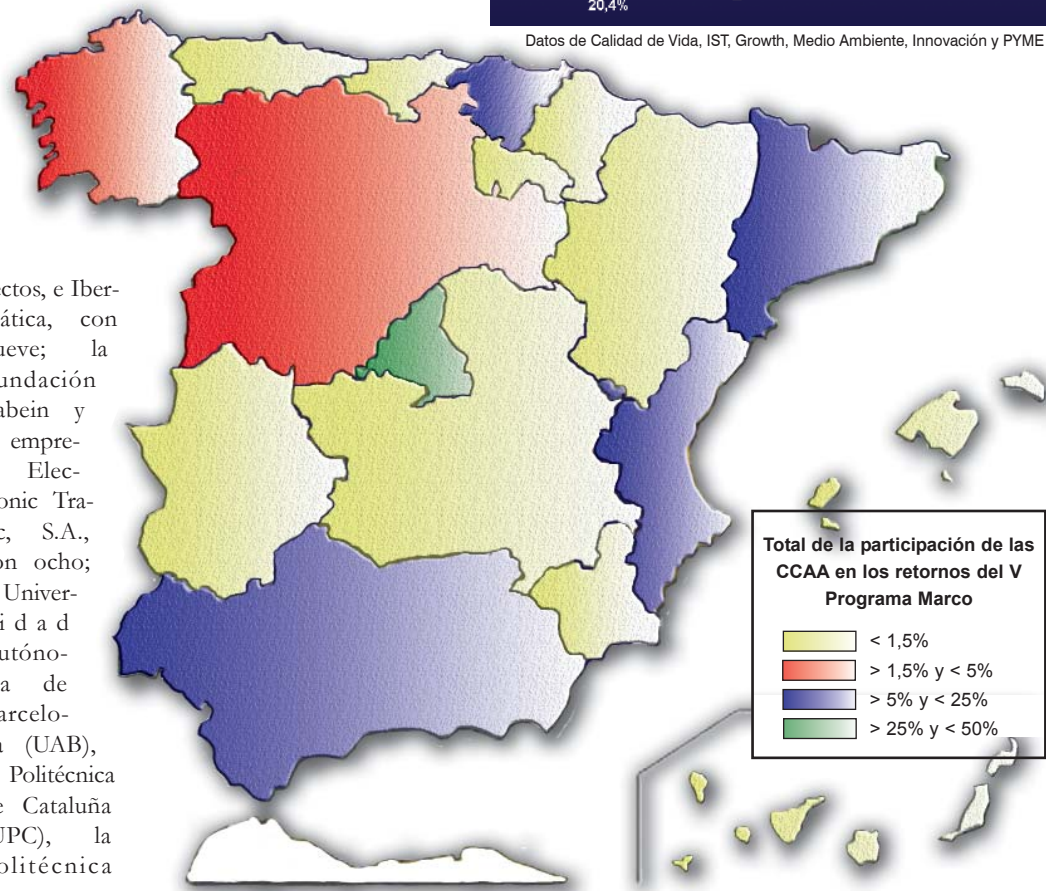 20,4%
Datos de Calidad de Vida, IST, Growth, Medio Ambiente, Innovación y PYME
ectos, e Iber-
ática, con
ueve; la
undación
abein y
empre-
Elec-
onic Tra-
c, S.A.,
on ocho;
Univer-
idad
utóno-
a de
arcelo-
a (UAB),
Politécnica
e Cataluña
UPC), la
olitécnica
Total de la participación de las
CCAA en los retornos del V
Programa Marco
< 1,5%
> 1,5% y < 5%
> 5% y < 25%
> 25% y < 50%